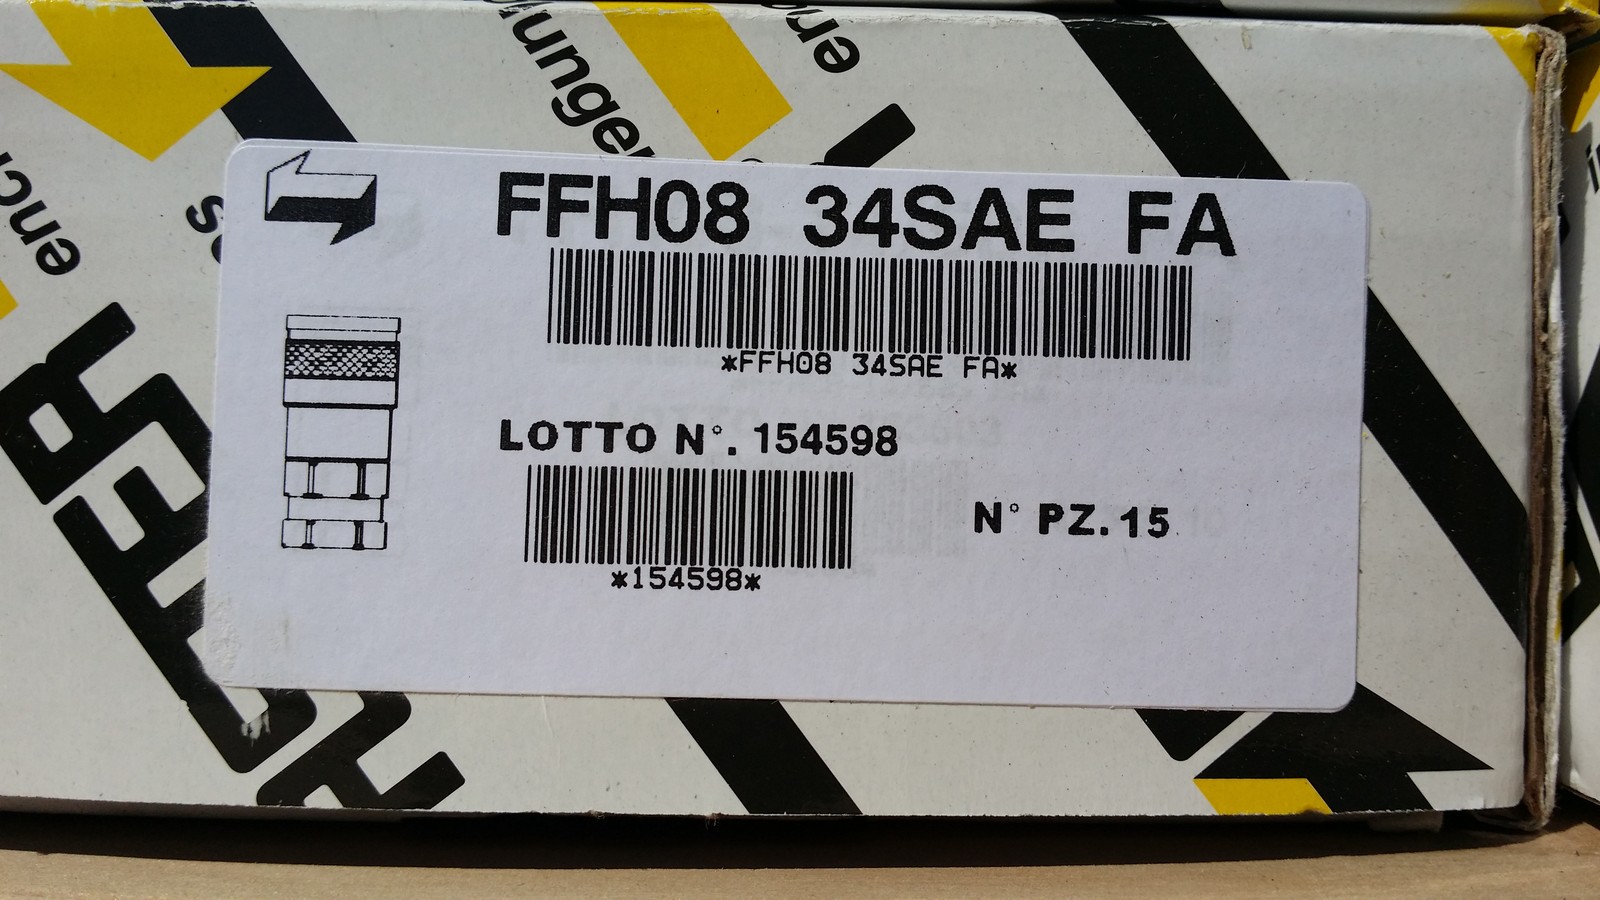 FFH08 34SAE FA
*FFH08 34SAE FA*
LOTTO N°. 154598
N° PZ. 15
*154598*